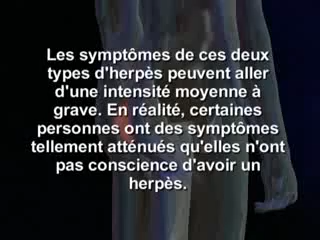 Les symptômes de ces deux
types d'herpès peuvent aller
d'une intensité moyenne à
grave. En réalité, certaines
personnes ont des symptômes
tellement atténués qu'elles n'ont
pas conscience d'avoir un
herpès.